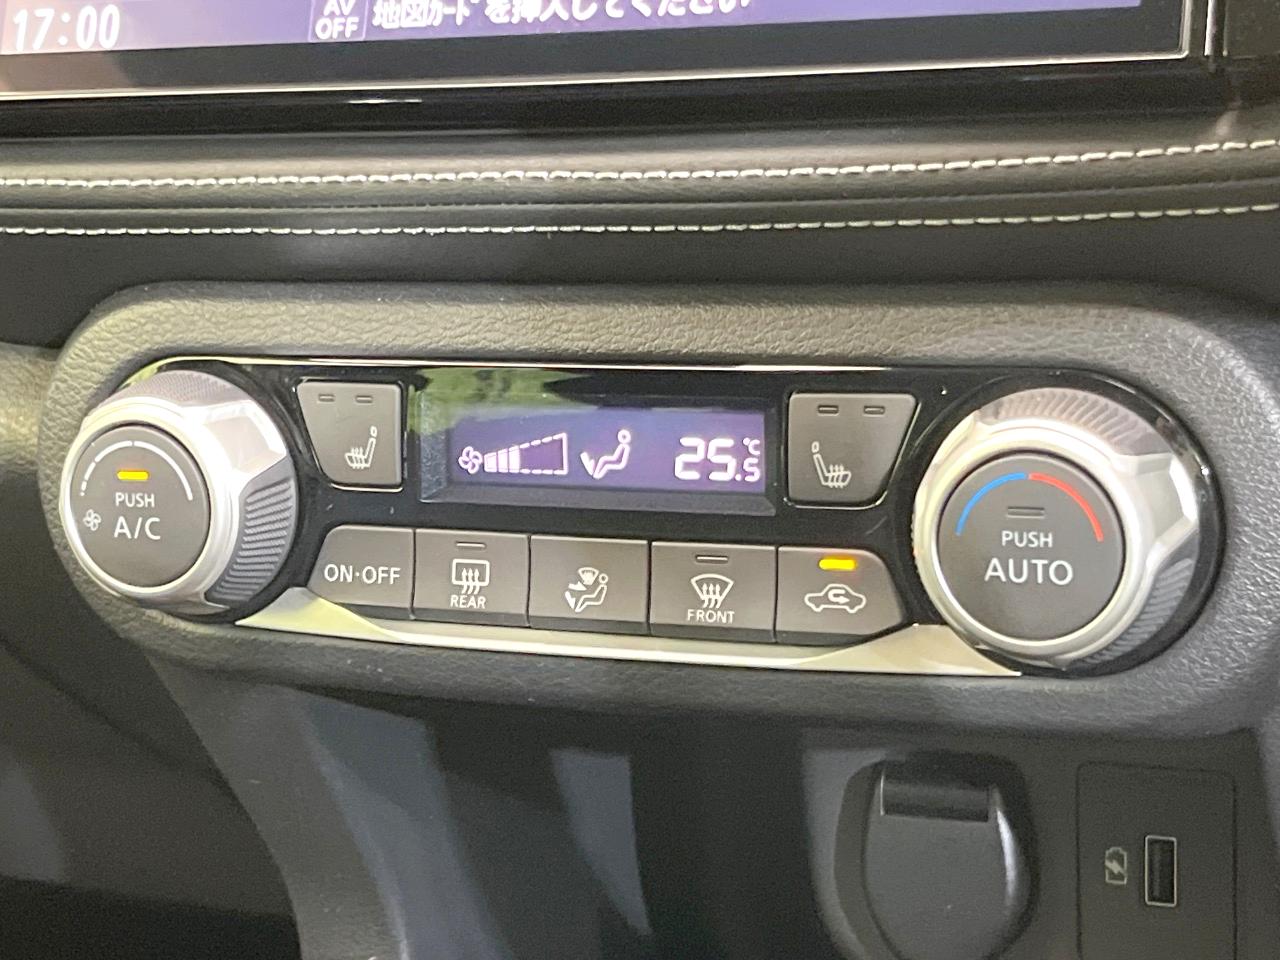 17:00
AV
OFF
地図カードを挿入してください
25.5℃
PUSH
A/C
ON·OFF
REAR
FRONT
PUSH
AUTO